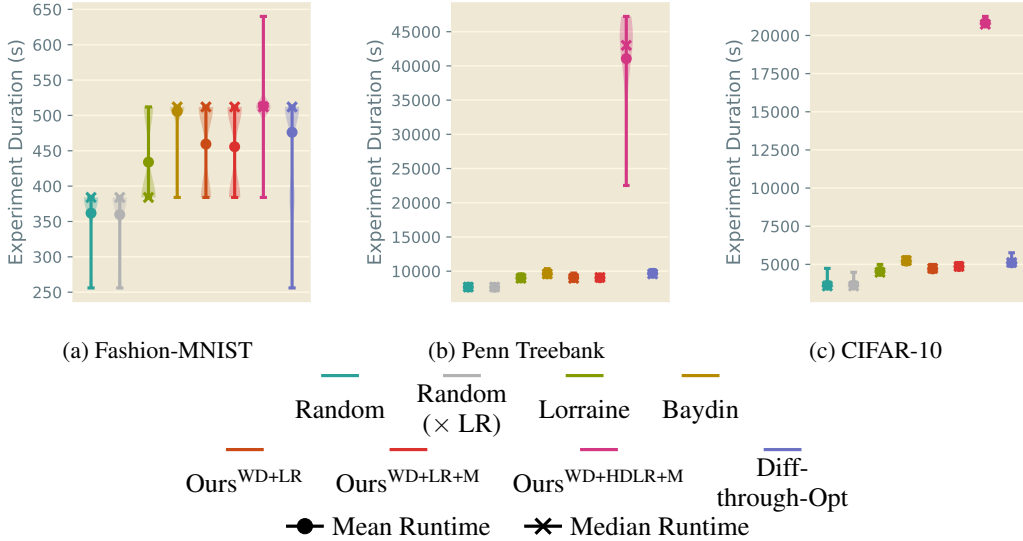 Experiment Duration (s)
650
600
550
500
450
400
350
300
250
(a) Fashion-MNIST
Experiment Duration (s)
45000
40000
35000
30000
25000
20000
15000
10000
(b) Penn Treebank
Experiment Duration (s)
20000
17500
15000
12500
10000
7500
5000
(c) CIFAR-10
Random
Random
(× LR)
Lorraine
Baydin
Ours^WD+LR
Ours^WD+LR+M
Ours^WD+HDLR+M
Diff-
through-Opt
Mean Runtime
Median Runtime